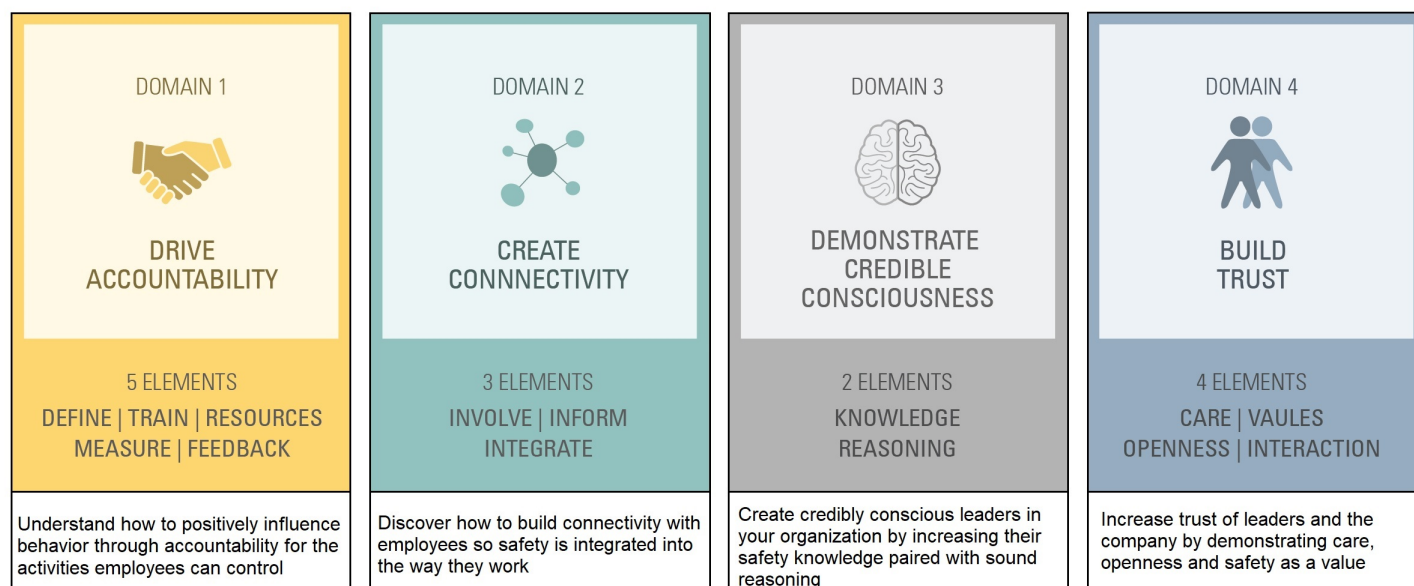 DOMAIN 1
DRIVE
ACCOUNTABILITY
5 ELEMENTS
DEFINE | TRAIN | RESOURCES
MEASURE | FEEDBACK
Understand how to positively influence
behavior through accountability for the
activities employees can control
DOMAIN 2
CREATE
CONNNECTIVITY
3 ELEMENTS
INVOLVE | INFORM
INTEGRATE
Discover how to build connectivity with
employees so safety is integrated into
the way they work
DOMAIN 3
DEMONSTRATE
CREDIBLE
CONSCIOUSNESS
2 ELEMENTS
KNOWLEDGE
REASONING
Create credibly conscious leaders in
your organization by increasing their
safety knowledge paired with sound
reasoning
DOMAIN 4
BUILD
TRUST
4 ELEMENTS
CARE | VAULES
OPENNESS | INTERACTION
Increase trust of leaders and the
company by demonstrating care,
openness and safety as a value